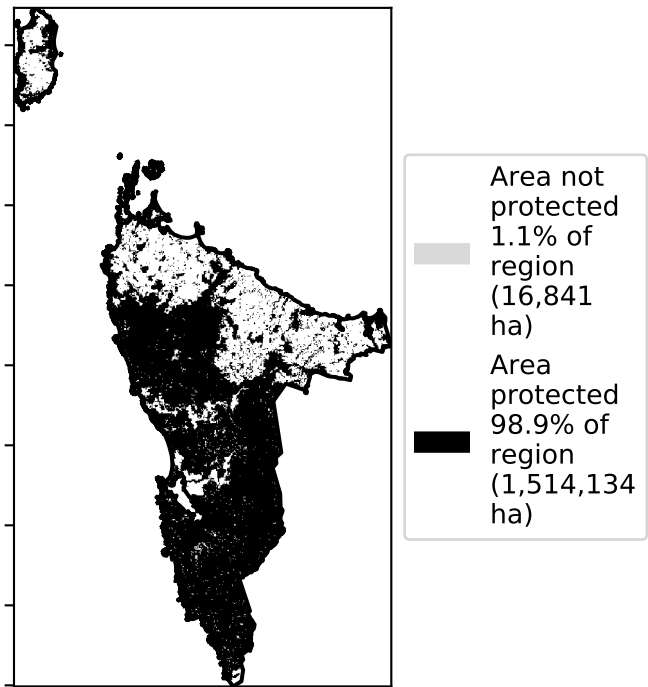 Area not
protected
1.1% of
region
(16,841
ha)
Area
protected
98.9% of
region
(1,514,134
ha)